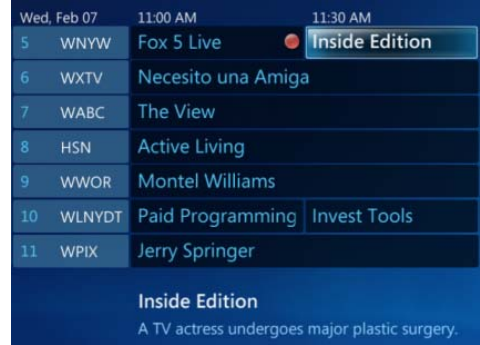 Wed, Feb 07 11:00 AM 11:30 AM
5 WNYW Fox 5 Live Inside Edition
6 WXTV Necesito una Amiga
7 WABC The View
8 HSN Active Living
9 WWOR Montel Williams
10 WLNYDT Paid Programming Invest Tools
11 WPIX Jerry Springer
Inside Edition
A TV actress undergoes major plastic surgery.